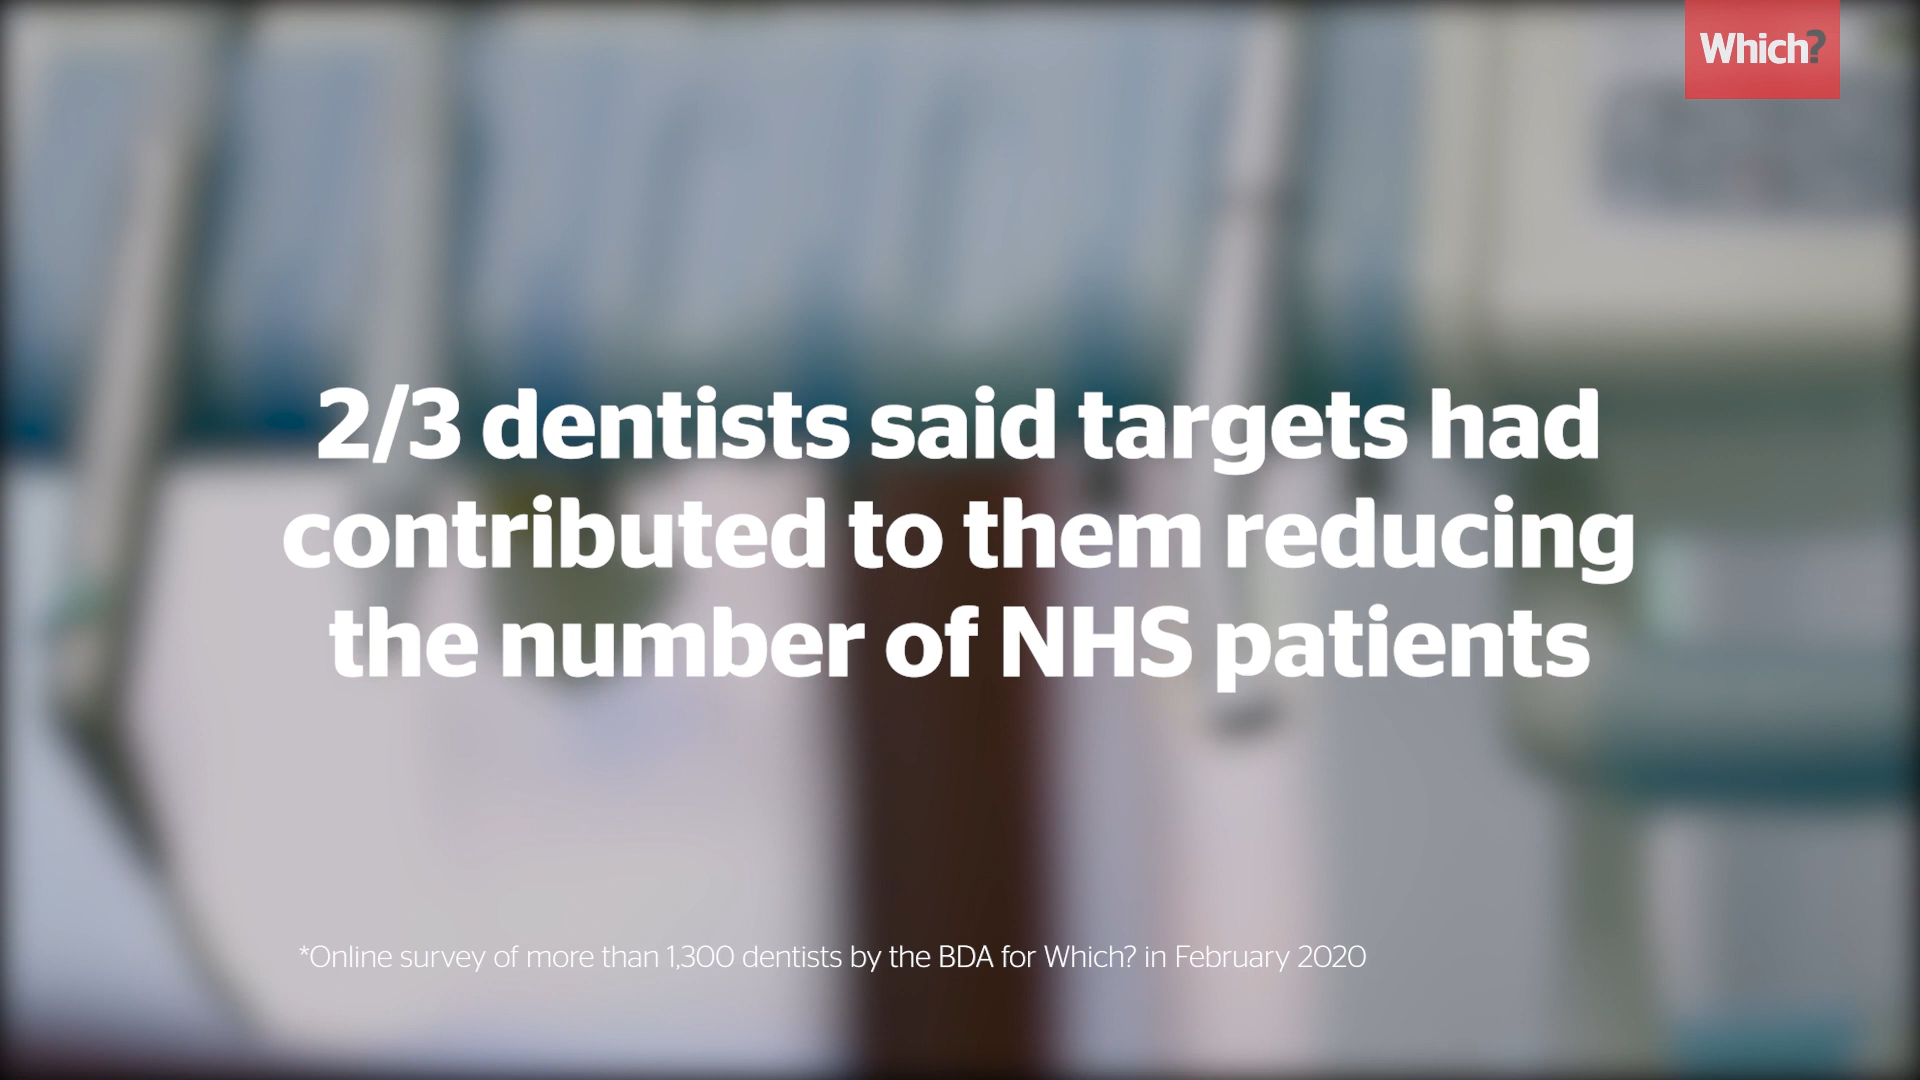 Which?
2/3 dentists said targets had
contributed to them reducing
the number of NHS patients
*Online survey of more than 1,300 dentists by the BDA for Which? in February 2020